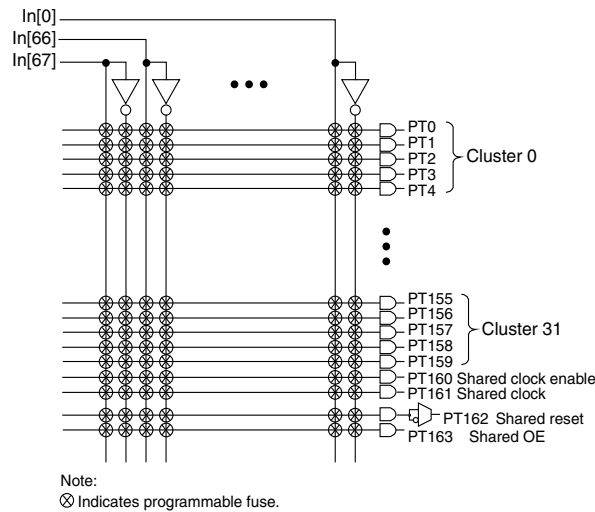 In[0]
In[66]
In[67]
PT0
PT1
PT2
PT3
PT4
Cluster 0
PT155
PT156
PT157
PT158
PT159
Cluster 31
PT160 Shared clock enable
PT161 Shared clock
PT162 Shared reset
PT163 Shared OE
Note:
Indicates programmable fuse.